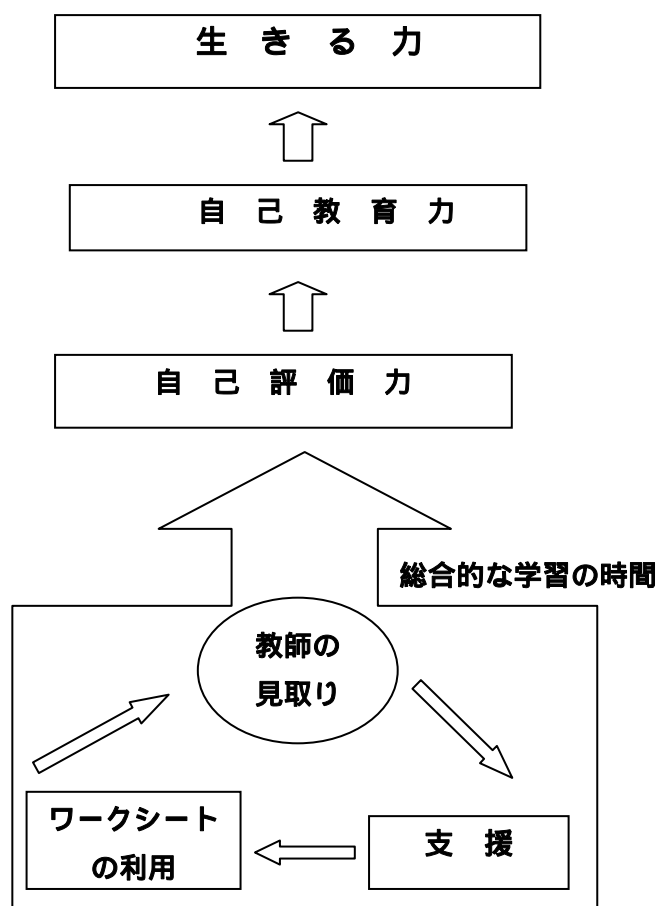 生きる力
自己教育力
自己評価力
総合的な学習の時間
教師の
見取り
ワークシート
の利用
支援